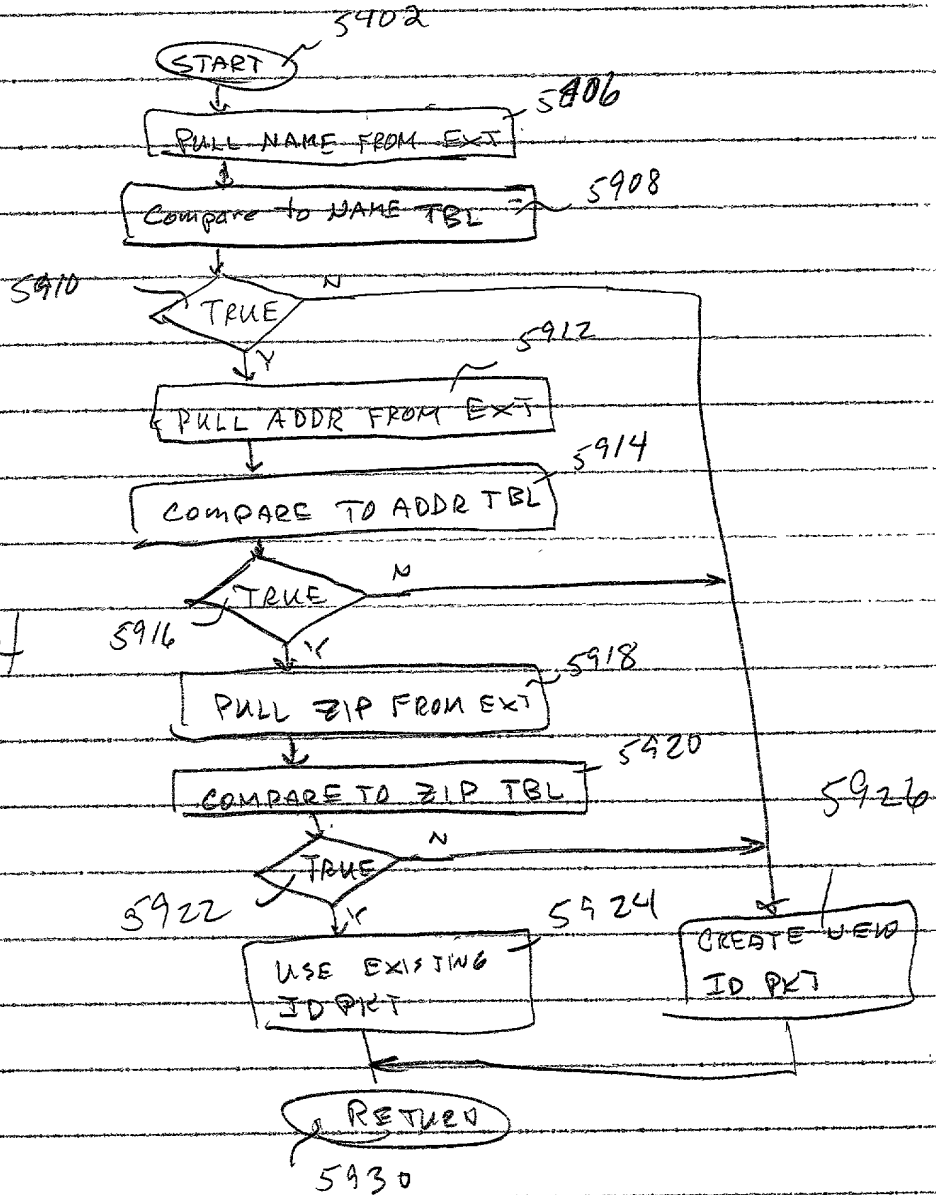 5902
START
5906
PULL NAME FROM EXT
Compare to NAME TBL
5908
5910
TRUE
N
Y
5912
PULL ADDR FROM EXT
5914
COMPARE TO ADDR TBL
TRUE
N
5916
Y
5918
PULL ZIP FROM EXT
5920
COMPARE TO ZIP TBL
5926
TRUE
N
5922
Y
5924
USE EXISTING
ID PKT
CREATE NEW
ID PKT
RETURN
5930